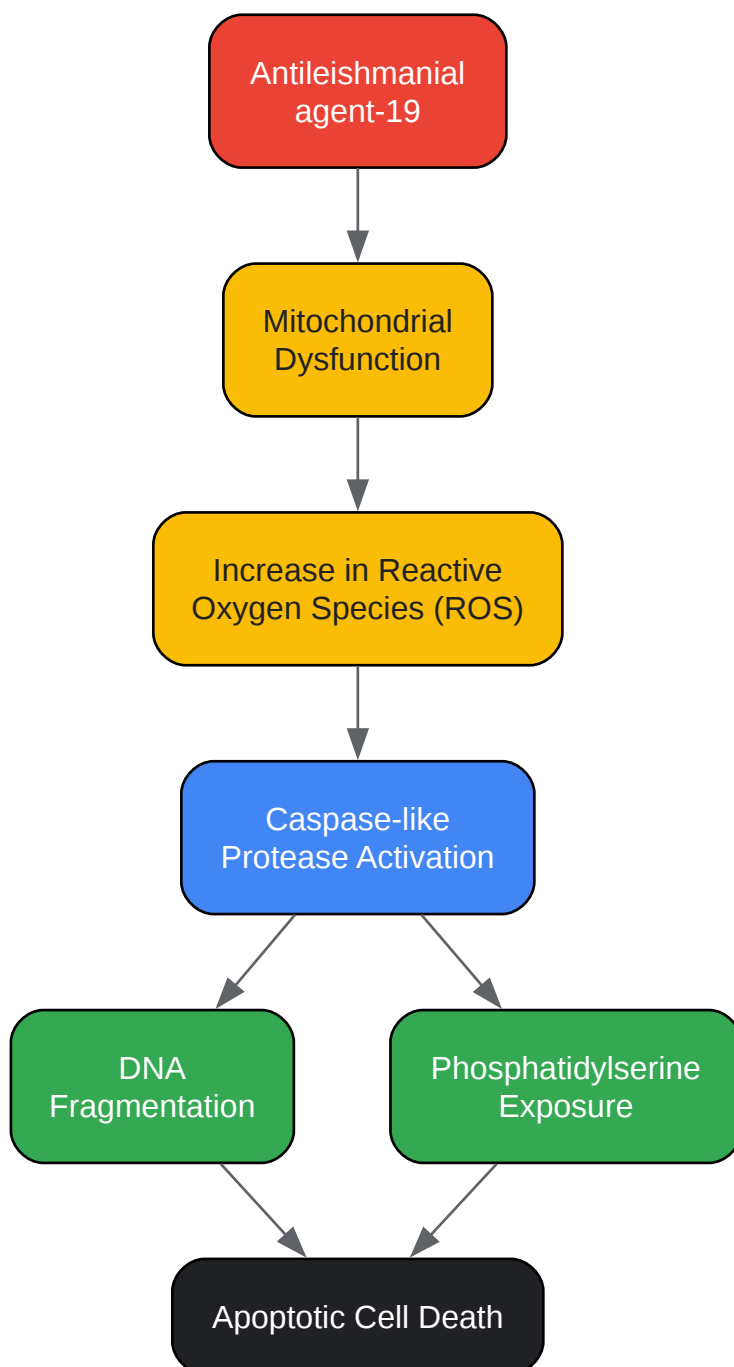 Antileishmanial
agent-19
Mitochondrial
Dysfunction
Increase in Reactive
Oxygen Species (ROS)
Caspase-like
Protease Activation
DNA
Fragmentation
Phosphatidylserine
Exposure
Apoptotic Cell Death